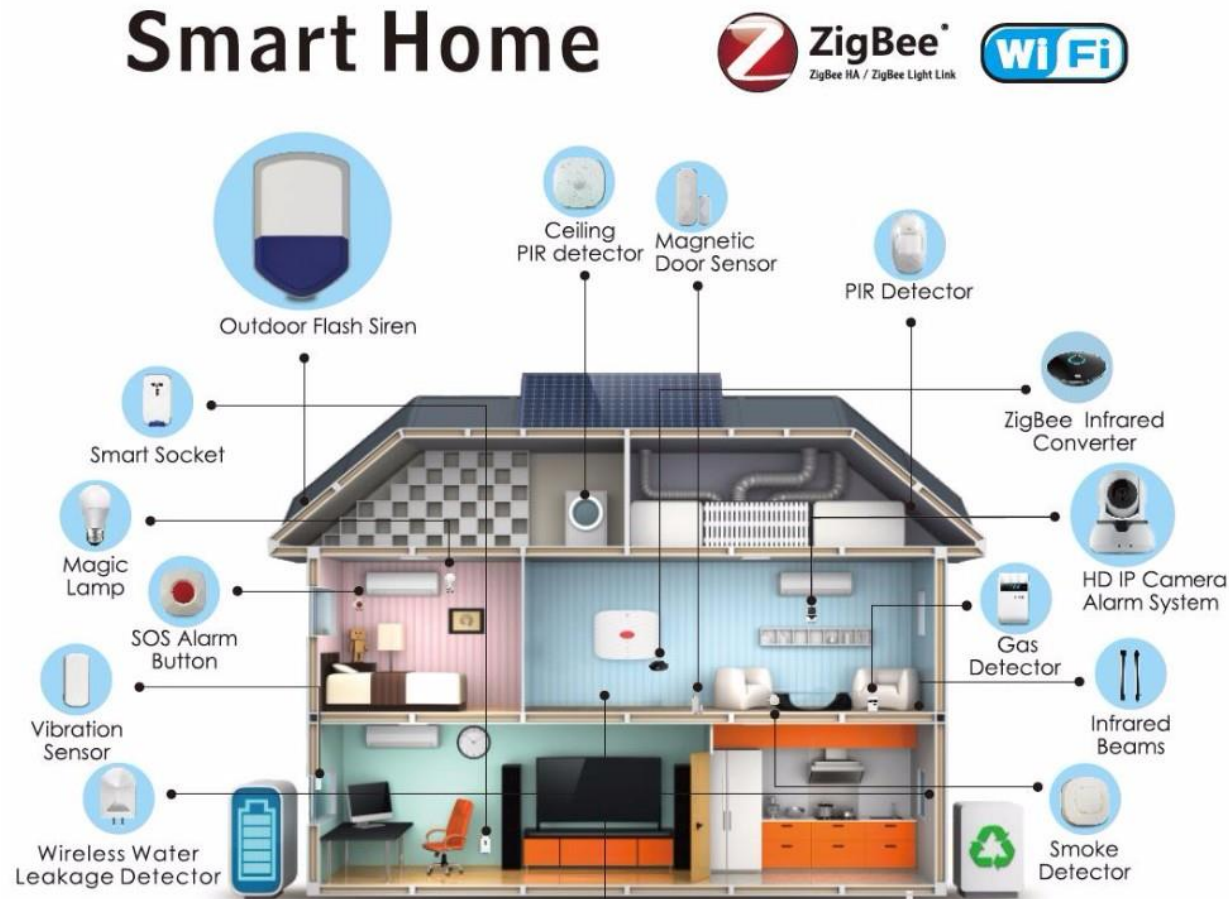 Smart Home
Z
ZigBee®
ZigBee HA / ZigBee Light Link
Wi Fi
Ceiling
PIR detector
Magnetic
Door Sensor
PIR Detector
Outdoor Flash Siren
ZigBee Infrared
Converter
Smart Socket
Magic
Lamp
HD IP Camera
Alarm System
SOS Alarm
Button
Gas
Detector
Vibration
Sensor
Infrared
Beams
Wireless Water
Leakage Detector
Smoke
Detector